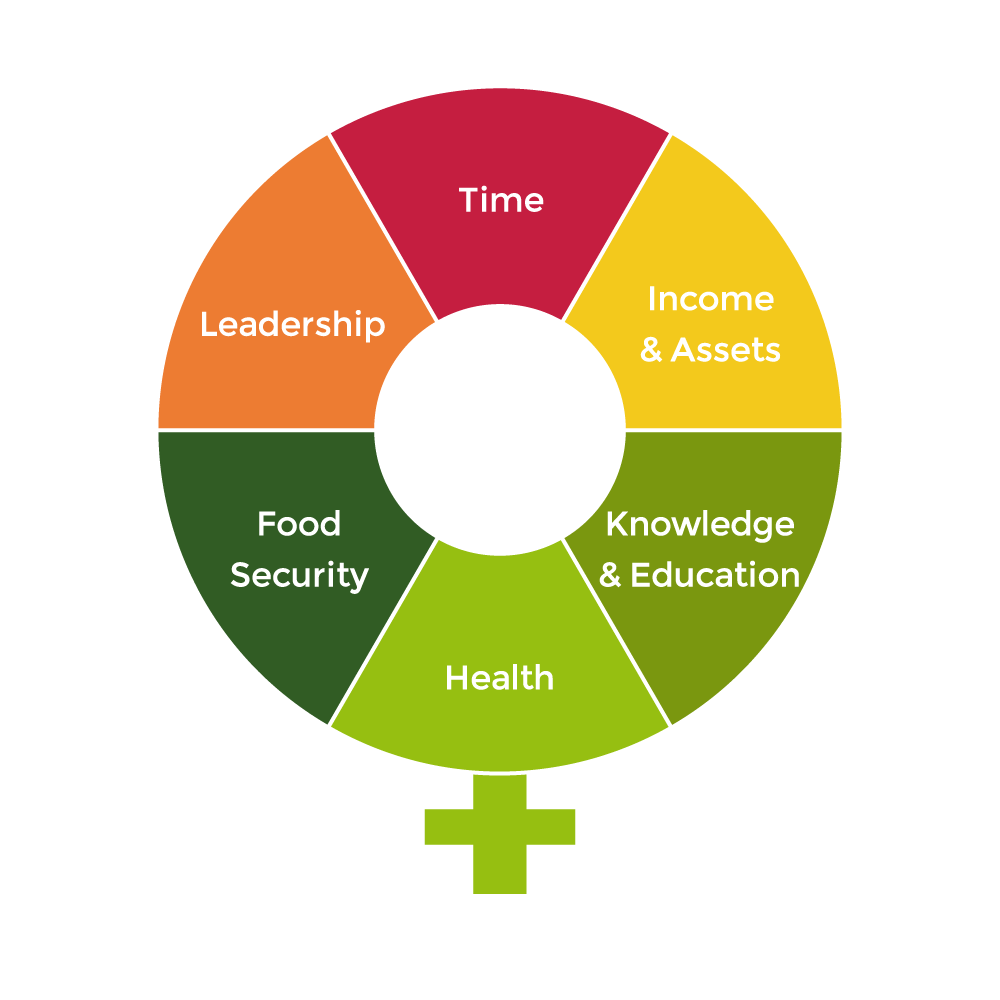 Time
Income
& Assets
Knowledge
& Education
Health
Food
Security
Leadership